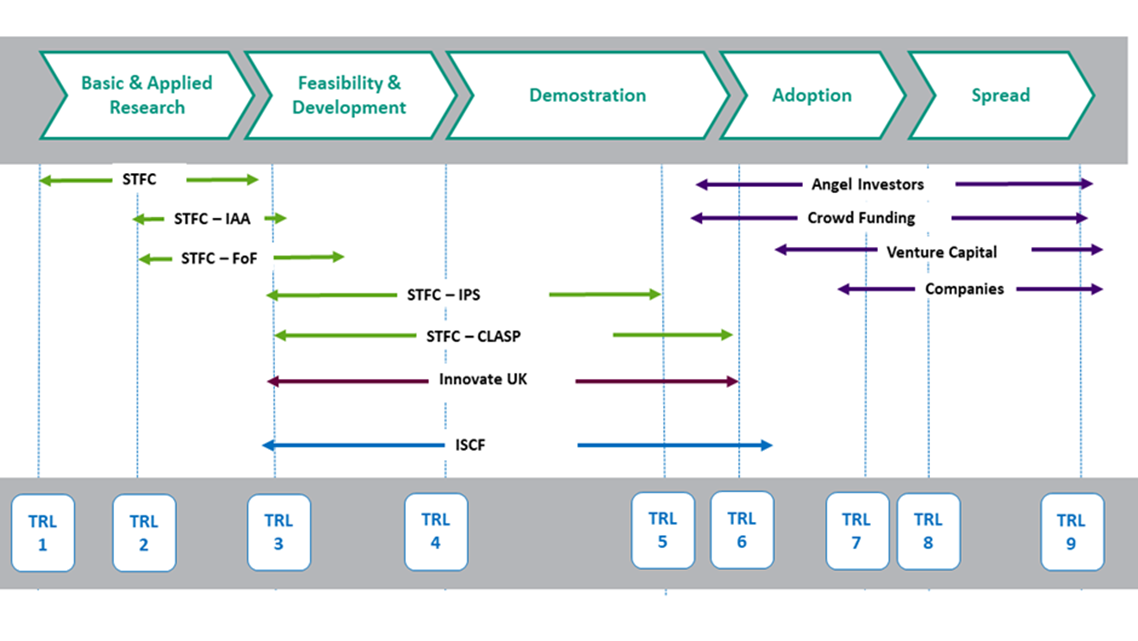 Basic & Applied
Research
Feasibility &
Development
Demostration
Adoption
Spread
STFC
STFC – IAA
STFC – FoF
STFC – IPS
STFC – CLASP
Innovate UK
ISCF
Angel Investors
Crowd Funding
Venture Capital
Companies
TRL
1
TRL
2
TRL
3
TRL
4
TRL
5
TRL
6
TRL
7
TRL
8
TRL
9